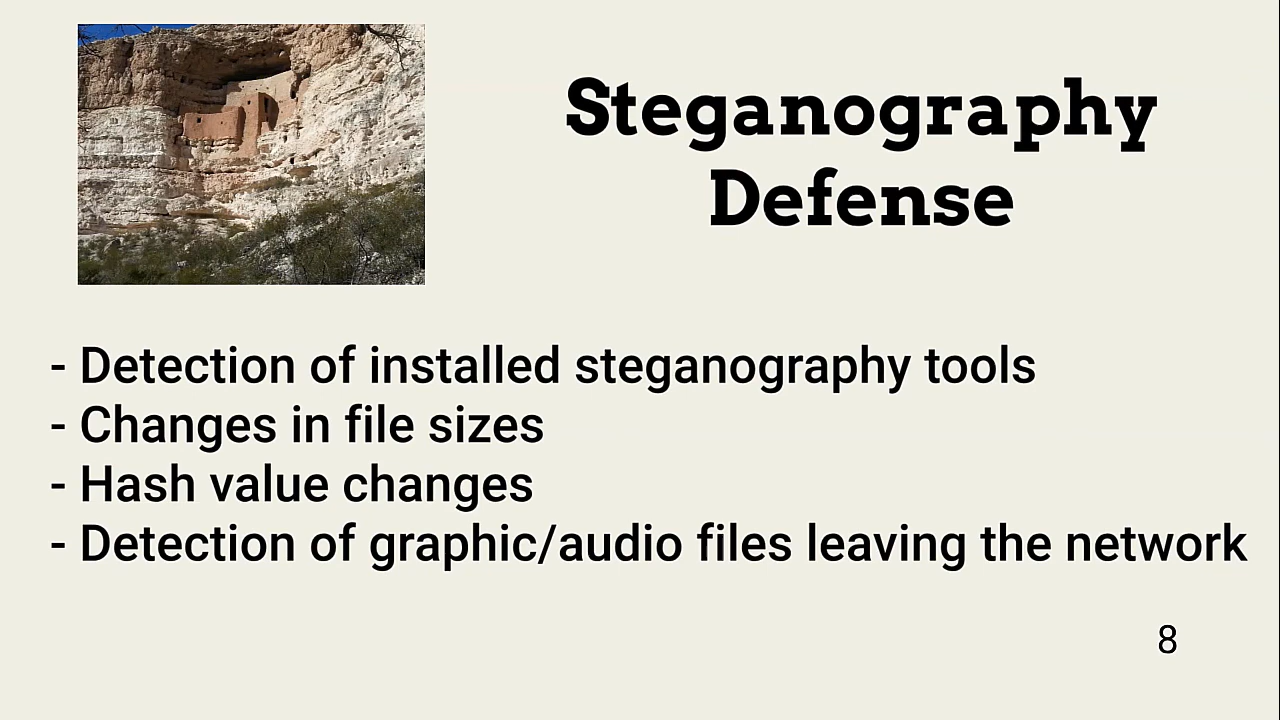 Steganography
Defense
- Detection of installed steganography tools
- Changes in file sizes
- Hash value changes
- Detection of graphic/audio files leaving the network
8